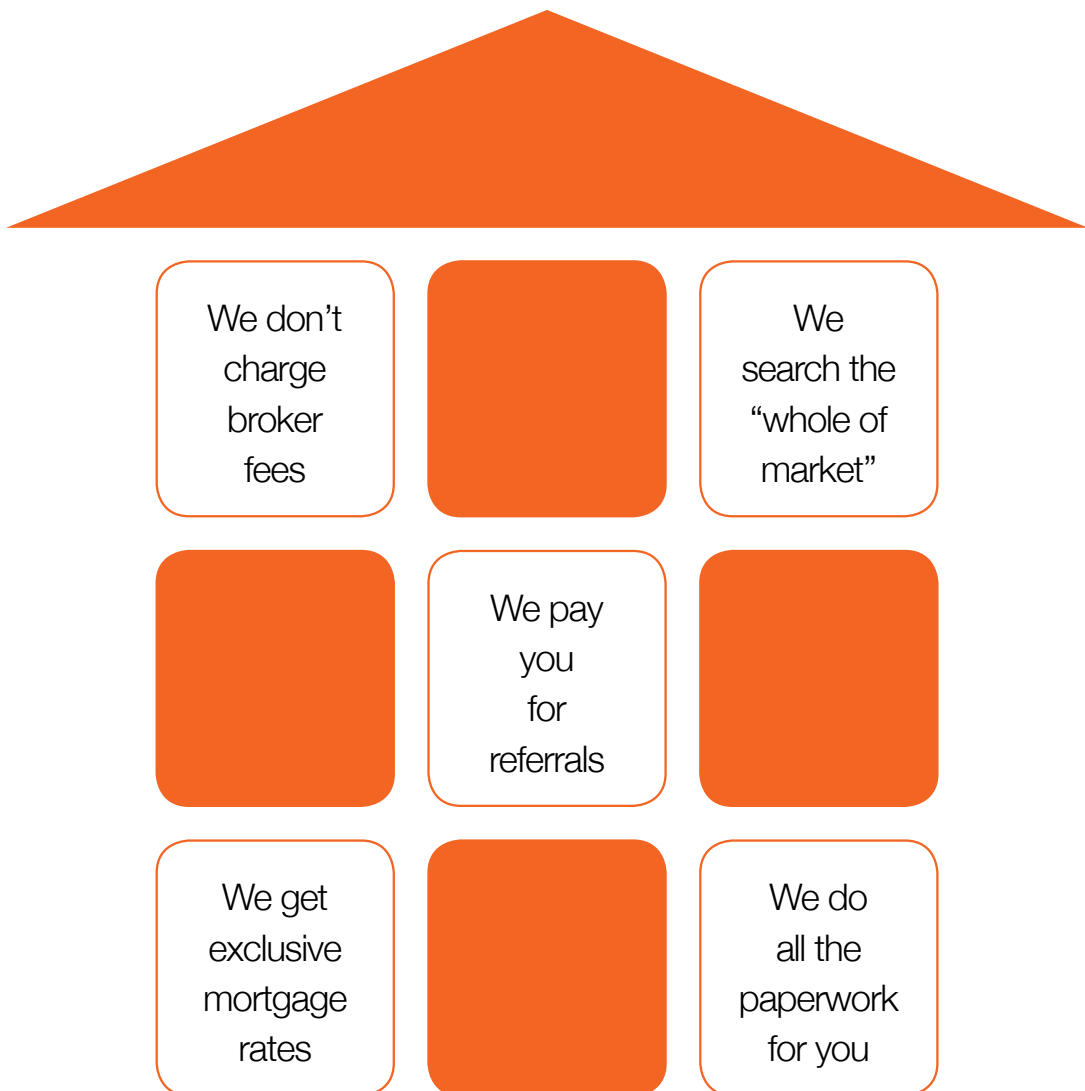 We don’t
charge
broker
fees
We
search the
“whole of
market”
We pay
you
for
referrals
We get
exclusive
mortgage
rates
We do
all the
paperwork
for you